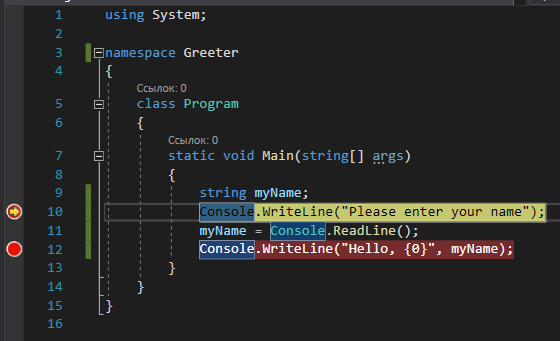 1 using System;
2
3 namespace Greeter
4 {
Ссылок: 0
5 class Program
6 {
Ссылок: 0
7 static void Main(string[] args)
8 {
9 string myName;
10 Console.WriteLine("Please enter your name");
11 myName = Console.ReadLine();
12 Console.WriteLine("Hello, {0}", myName);
13 }
14 }
15 }
16